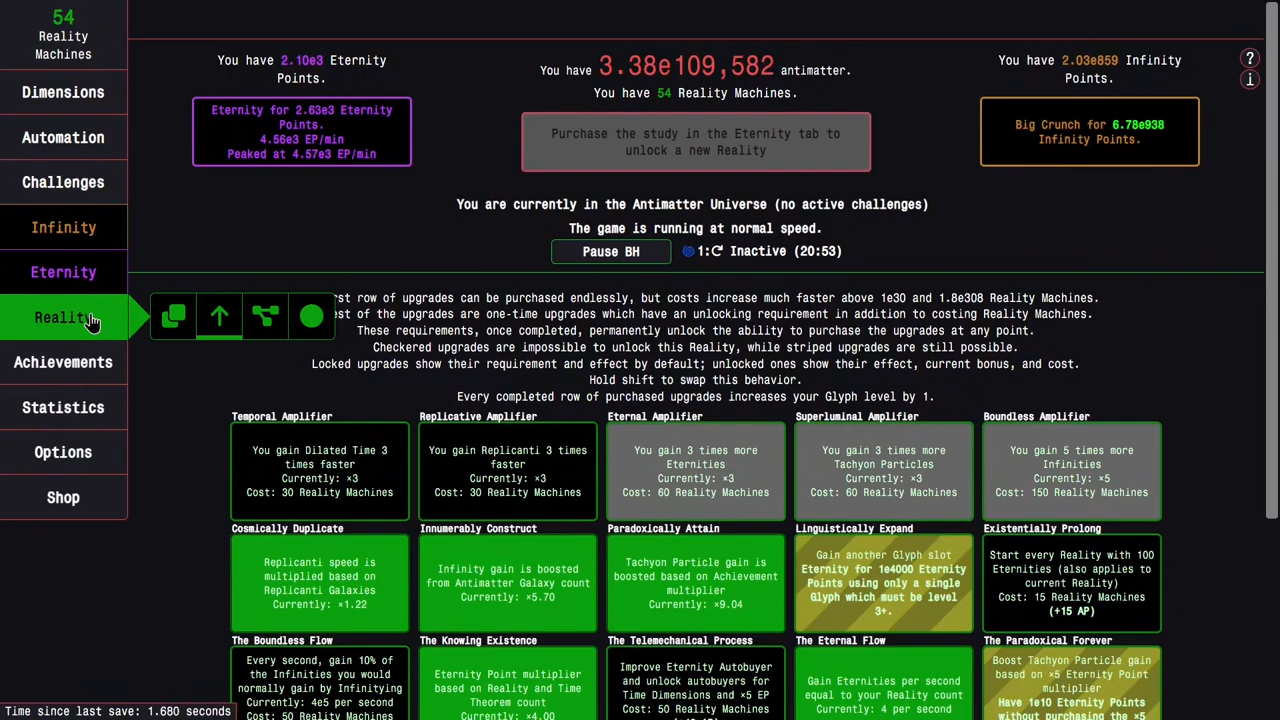 54
Reality
Machines
Dimensions
Automation
Challenges
Infinity
Eternity
Reality
Achievements
Statistics
Options
Shop
You have 2.10e3 Eternity
Points.
Eternity for 2.63e3 Eternity
Points.
4.56e3 EP/min
Peaked at 4.57e3 EP/min
You have 3.38e109,582 antimatter.
You have 54 Reality Machines.
Purchase the study in the Eternity tab to
unlock a new Reality
You have 2.03e859 Infinity
Points.
Big Crunch for 6.78e938
Infinity Points.
?
i
You are currently in the Antimatter Universe (no active challenges)
The game is running at normal speed.
Pause BH
1: Inactive (20:53)
rst row of upgrades can be purchased endlessly, but costs increase much faster above 1e30 and 1.8e308 Reality Machines.
est of the upgrades are one-time upgrades which have an unlocking requirement in addition to costing Reality Machines.
These requirements, once completed, permanently unlock the ability to purchase the upgrades at any point.
Checkered upgrades are impossible to unlock this Reality, while striped upgrades are still possible.
Locked upgrades show their requirement and effect by default; unlocked ones show their effect, current bonus, and cost.
Hold shift to swap this behavior.
Every completed row of purchased upgrades increases your Glyph level by 1.
Temporal Amplifier
You gain Dilated Time 3
times faster
Currently: ×3
Cost: 30 Reality Machines
Replicative Amplifier
You gain Replicanti 3 times
faster
Currently: ×3
Cost: 30 Reality Machines
Eternal Amplifier
You gain 3 times more
Eternities
Currently: ×3
Cost: 60 Reality Machines
Superluminal Amplifier
You gain 3 times more
Tachyon Particles
Currently: ×3
Cost: 60 Reality Machines
Boundless Amplifier
You gain 5 times more
Infinities
Currently: ×5
Cost: 150 Reality Machines
Cosmically Duplicate
Replicanti speed is
multiplied based on
Replicanti Galaxies
Currently: ×1.22
Innumerably Construct
Infinity gain is boosted
from Antimatter Galaxy count
Currently: ×5.70
Paradoxically Attain
Tachyon Particle gain is
boosted based on Achievement
multiplier
Currently: ×9.04
Linguistically Expand
Gain another Glyph slot
Eternity for 1e4000 Eternity
Points using only a single
Glyph which must be level
3+.
Existentially Prolong
Start every Reality with 100
Eternities (also applies to
current Reality)
Cost: 15 Reality Machines
(+15 AP)
The Boundless Flow
Every second, gain 10% of
the Infinities you would
normally gain by Infinitying
Currently: 4e5 per second
Cost: 50 Reality Machines
The Knowing Existence
Eternity Point multiplier
based on Reality and Time
Theorem count
Currently: ×4.00
The Telemechanical Process
Improve Eternity Autobuyer
and unlock autobuyers for
Time Dimensions and ×5 EP
Cost: 50 Reality Machines
The Eternal Flow
Gain Eternities per second
equal to your Reality count
Currently: 4 per second
The Paradoxical Forever
Boost Tachyon Particle gain
based on ×5 Eternity Point
multiplier
Have 1e10 Eternity Points
without purchasing the ×5
Time since last save: 1.680 seconds